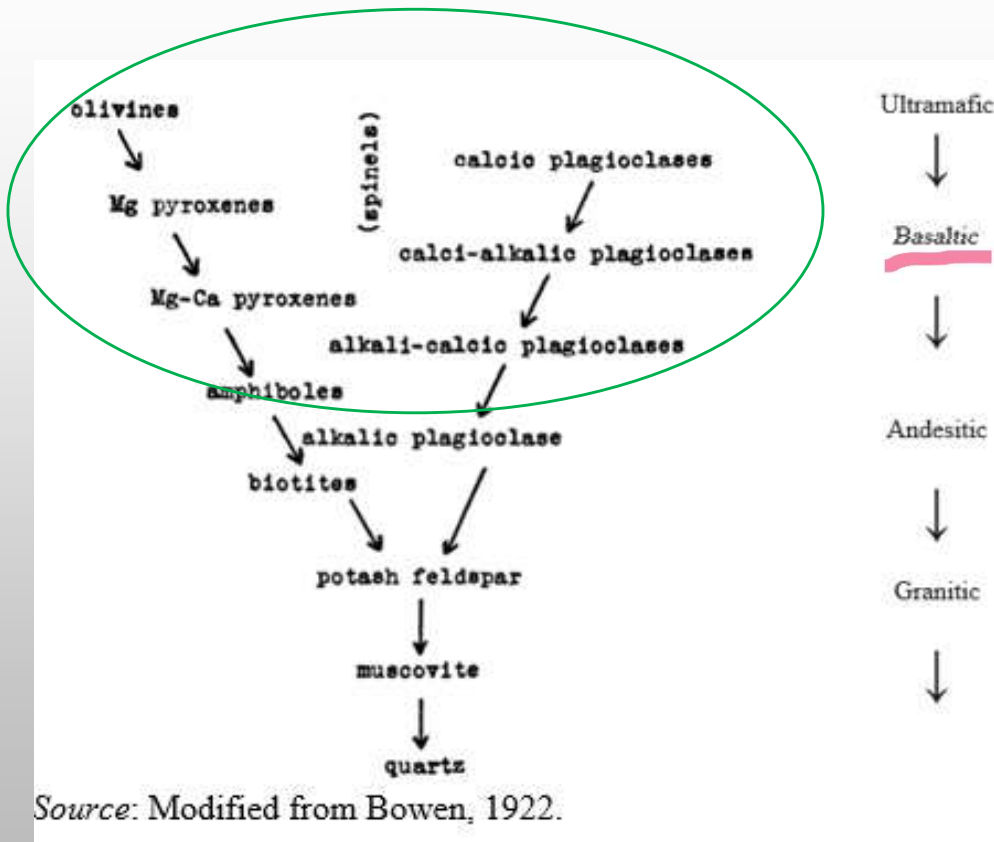 olivines
Mg pyroxenes
Mg-Ca pyroxenes
amphiboles
biotites
(spinels)
calcic plagioclases
calci-alkalic plagioclases
alkali-calcic plagioclases
alkalic plagioclase
potash feldspar
muscovite
quartz
Ultramafic
Basaltic
Andesitic
Granitic
Source: Modified from Bowen, 1922.